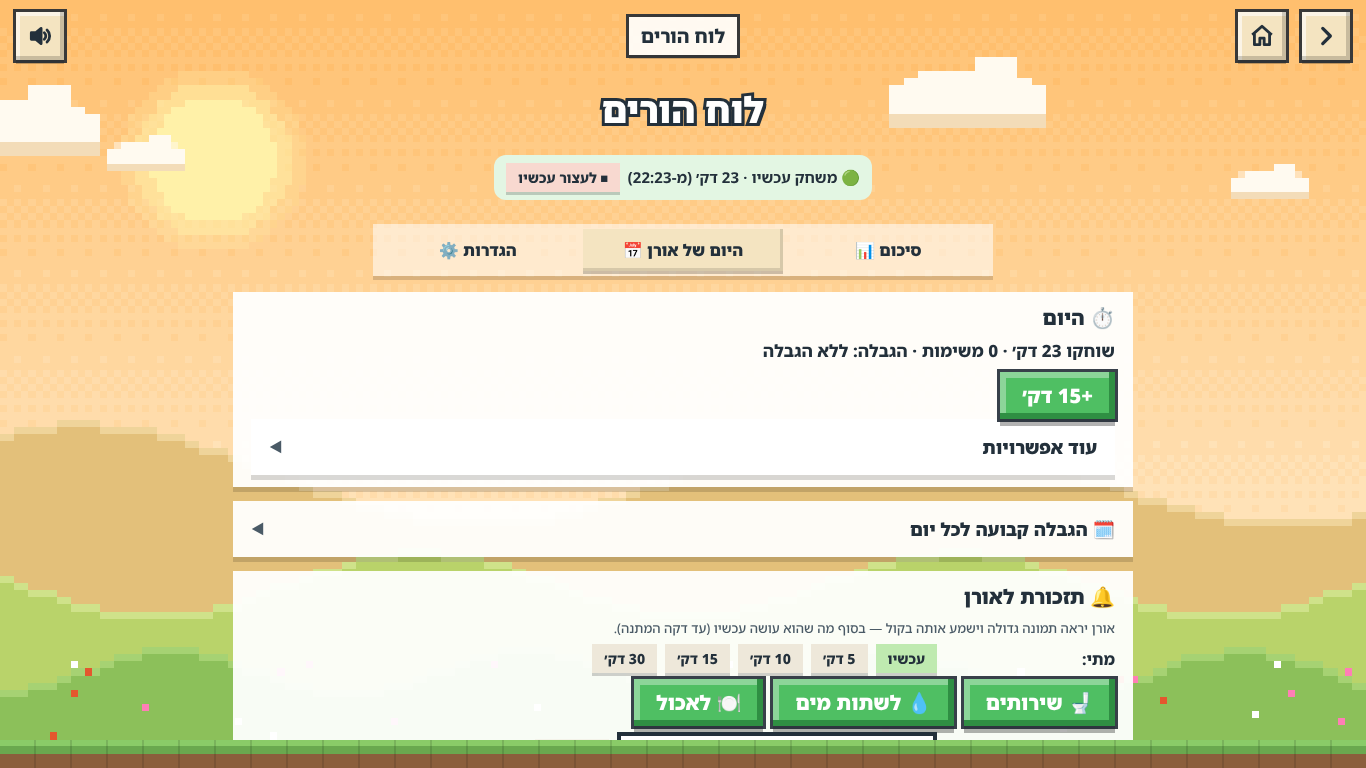 לוח הורים
לוח הורים
🟢 משחק עכשיו · 23 דק׳ (מ-22:23) ■ לעצור עכשיו
סיכום 📊
היום של אורן 📅
הגדרות ⚙️
⏱️ היום
שוחקו 23 דק׳ · 0 משימות · הגבלה: ללא הגבלה
+15 דק׳
עוד אפשרויות
🗓️ הגבלה קבועה לכל יום
🔔 תזכורת לאורן
אורן יראה תמונה גדולה וישמע אותה בקול — בסוף מה שהוא עושה עכשיו (עד דקה המתנה).
מתי: עכשיו 5 דק׳ 10 דק׳ 15 דק׳ 30 דק׳
🚽 שירותים 💧 לשתות מים 🍽️ לאכול